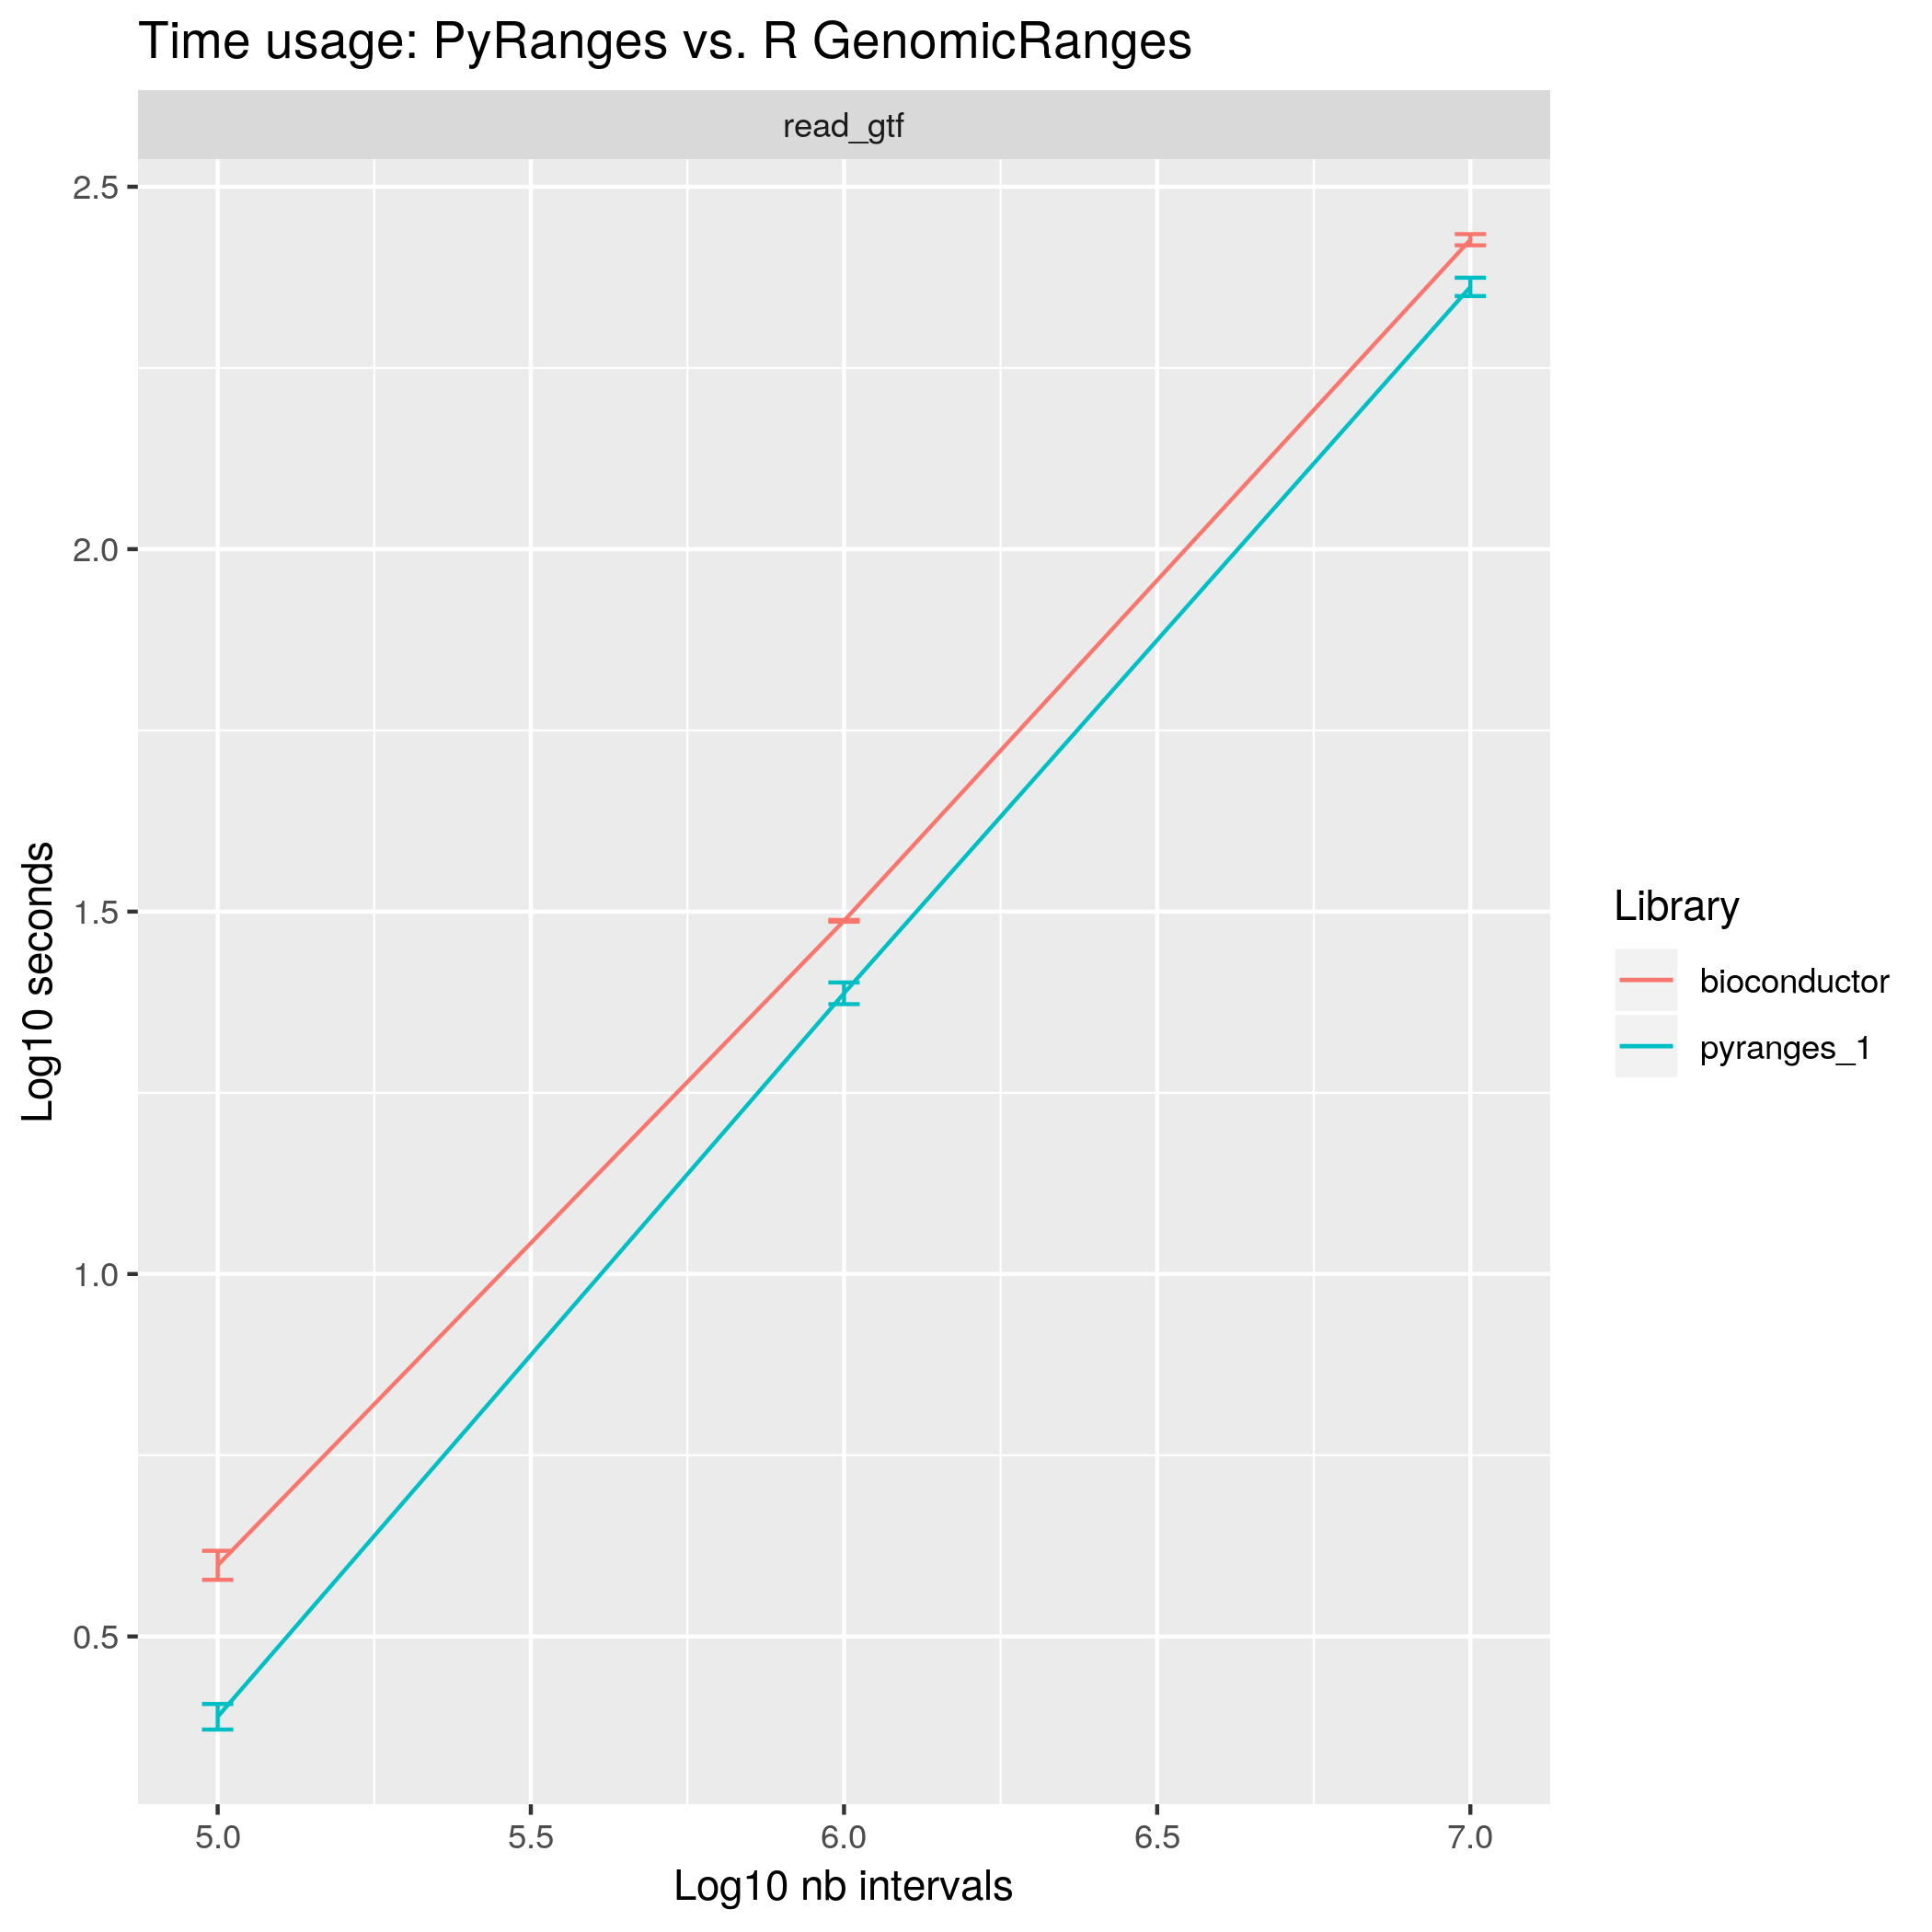 Time usage: PyRanges vs. R GenomicRanges
read_gtf
2.5
2.0
1.5
1.0
0.5
Log10 seconds
5.0 5.5 6.0 6.5 7.0
Log10 nb intervals
Library
bioconductor
pyranges_1